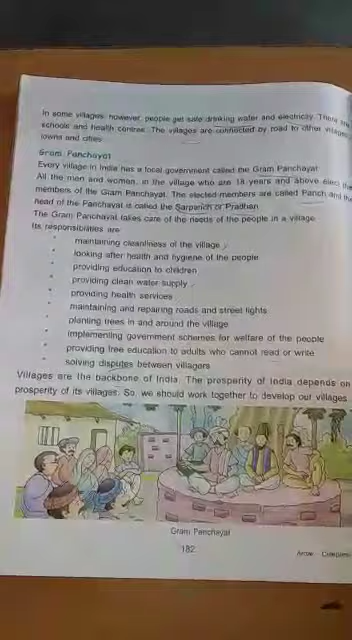 In some villages, however, people get safe drinking water and electricity. There are
schools and health centres. The villages are connected by road to other villages,
towns and cities.
Gram Panchayat
Every village in India has a local government called the Gram Panchayat.
All the men and women, in the village who are 18 years and above elect the
members of the Gram Panchayat. The elected members are called Panch and the
head of the Panchayat is called the Sarpanch or Pradhan.
The Gram Panchayat takes care of the needs of the people in a village.
Its responsibilities are
• maintaining cleanliness of the village
• looking after health and hygiene of the people
• providing education to children
• providing clean water supply
• providing health services
• maintaining and repairing roads and street lights
• planting trees in and around the village
• implementing government schemes for welfare of the people
• providing free education to adults who cannot read or write
• solving disputes between villagers
Villages are the backbone of India. The prosperity of India depends on
prosperity of its villages. So, we should work together to develop our villages.
Gram Panchayat
182